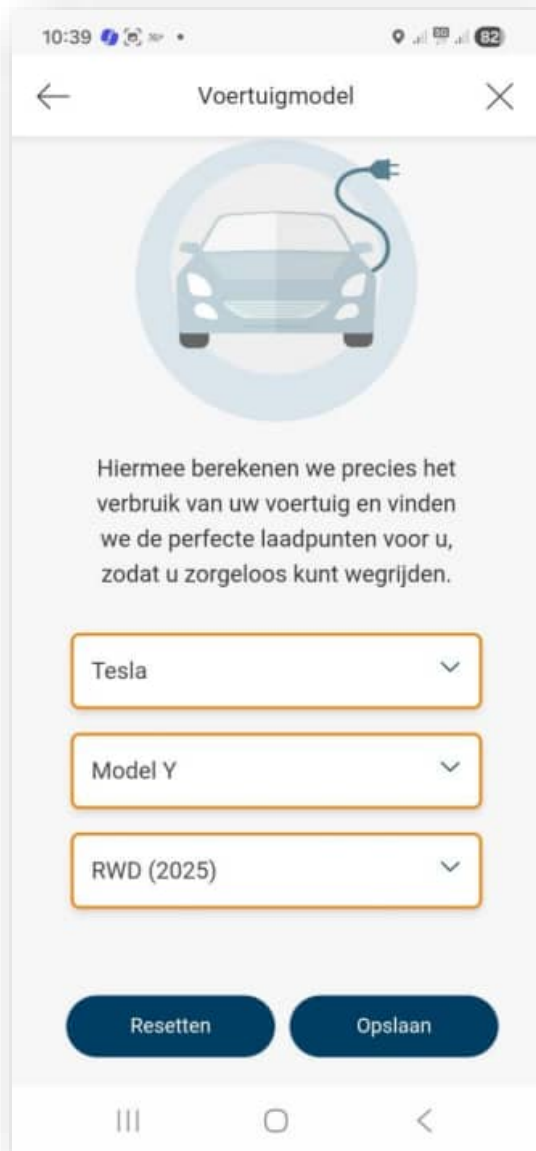 10:39
82
Voertuigmodel
Hiermee berekenen we precies het
verbruik van uw voertuig en vinden
we de perfecte laadpunten voor u,
zodat u zorgeloos kunt wegrijden.
Tesla
Model Y
RWD (2025)
Resetten
Opslaan